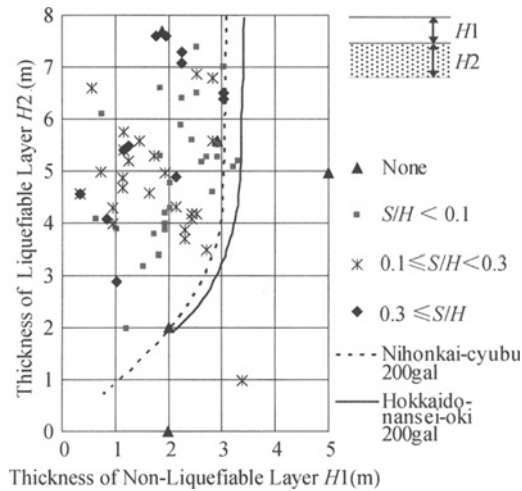 Thickness of Liquefiable Layer H2 (m)
9
8
7
6
5
4
3
2
1
0
0 1 2 3 4 5
Thickness of Non-Liquefiable Layer H1(m)
H1
H2
None
S/H < 0.1
0.1 ≤ S/H < 0.3
0.3 ≤ S/H
Nihonkai-cyubu
200gal
Hokkaido-
nansei-oki
200gal